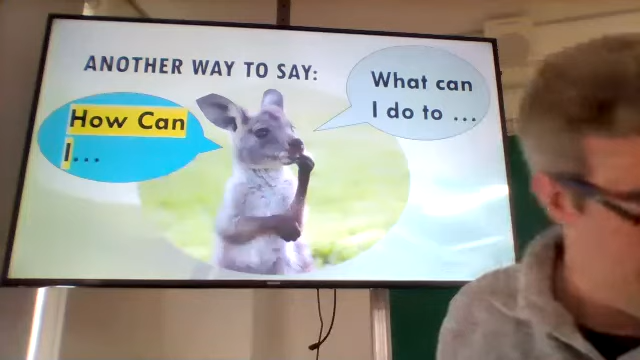 ANOTHER WAY TO SAY:
How Can
I...
What can
I do to ...